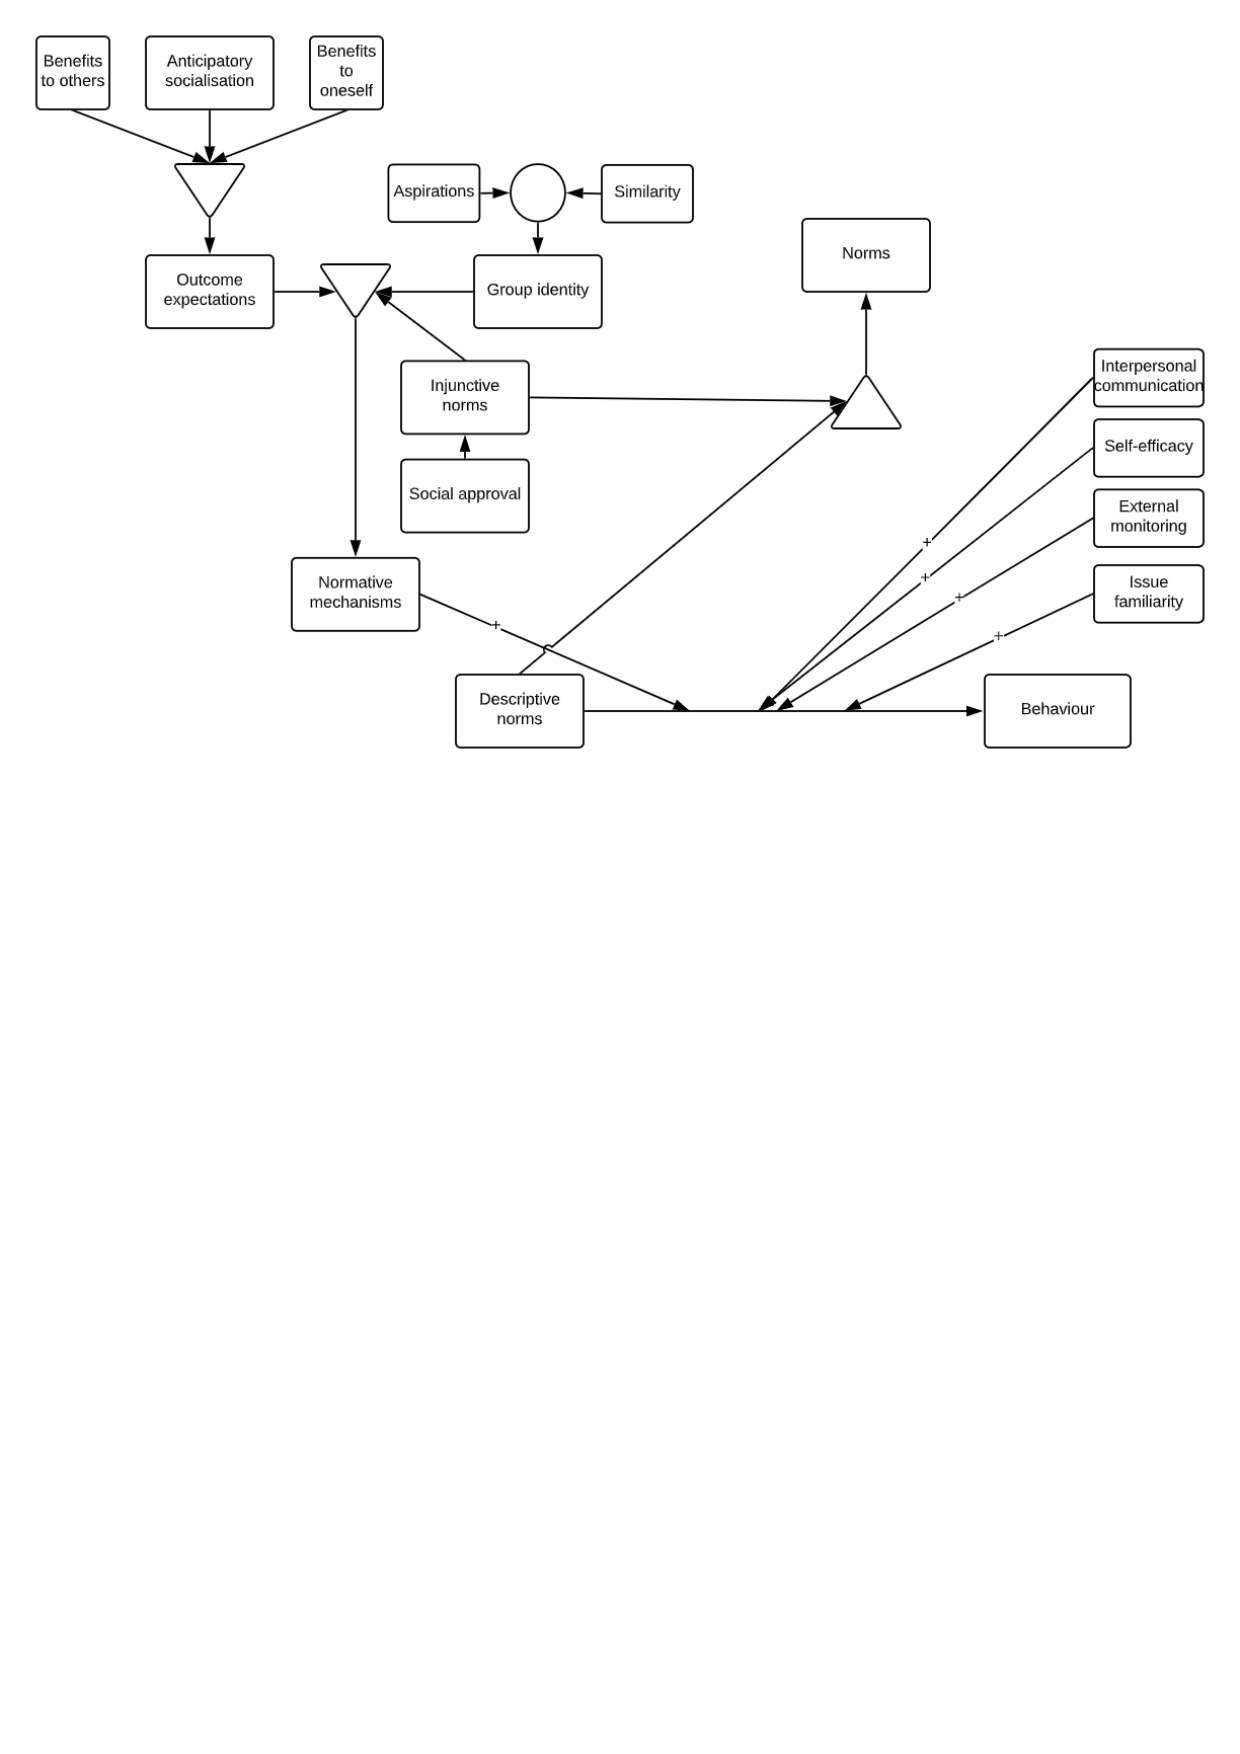 Benefits
to others
Anticipatory
socialisation
Benefits
to
oneself
Aspirations
Similarity
Norms
Outcome
expectations
Group identity
Injunctive
norms
Interpersonal
communication
Self-efficacy
Social approval
External
monitoring
+
Normative
mechanisms
+
Issue
familiarity
+
+
+
Descriptive
norms
Behaviour